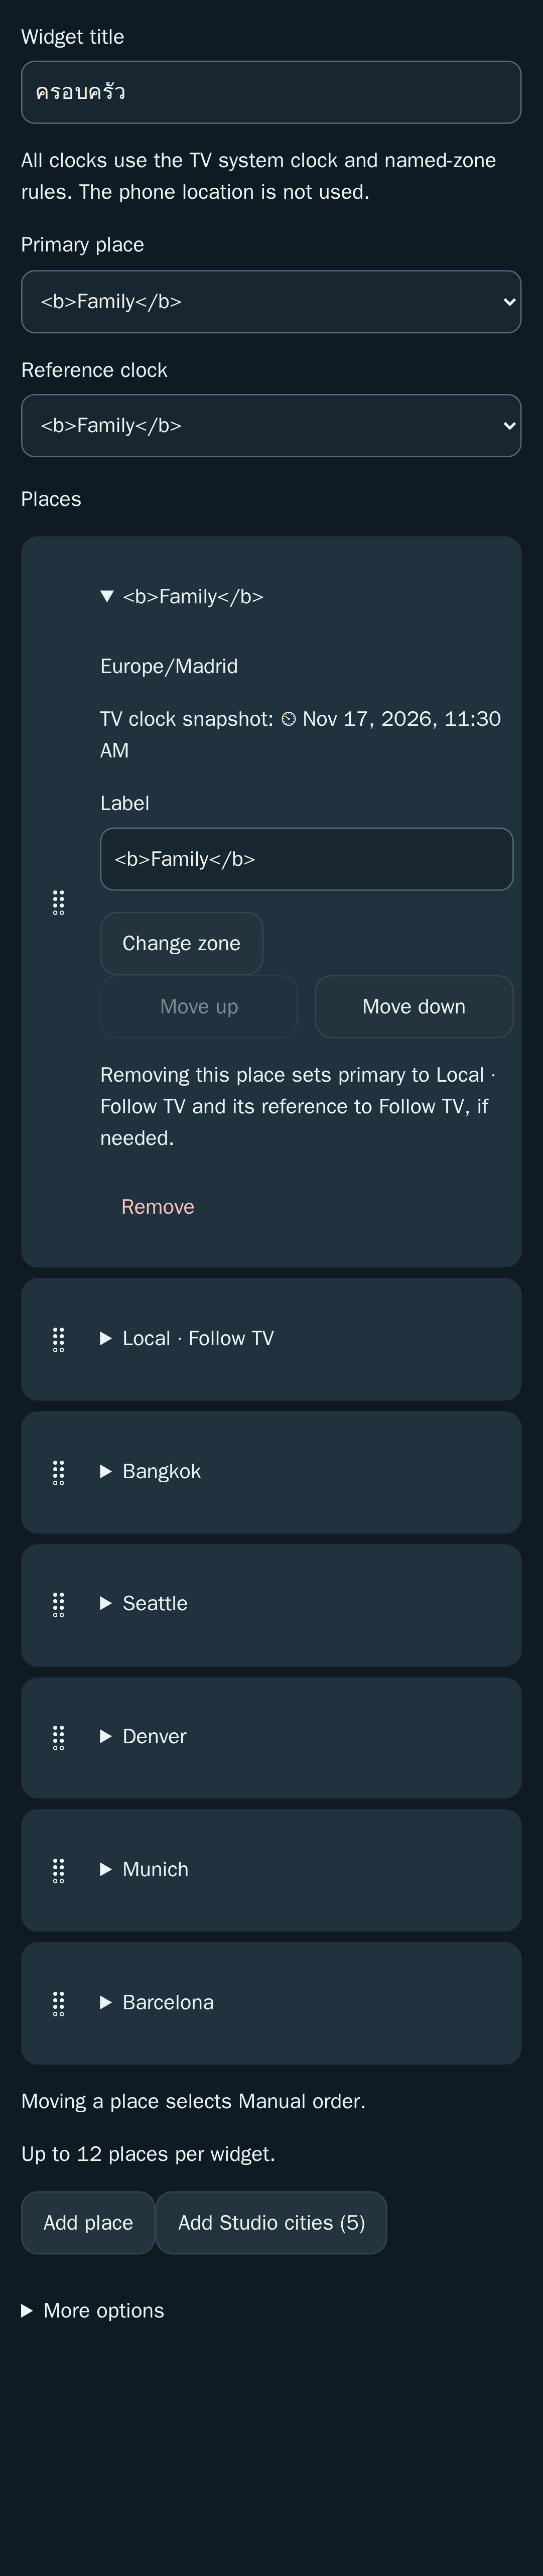 Widget title
ครอบครัว
All clocks use the TV system clock and named-zone
rules. The phone location is not used.
Primary place
<b>Family</b>
Reference clock
<b>Family</b>
Places
▼ <b>Family</b>
Europe/Madrid
TV clock snapshot: ⏲ Nov 17, 2026, 11:30
AM
Label
<b>Family</b>
Change zone
Move up Move down
Removing this place sets primary to Local ·
Follow TV and its reference to Follow TV, if
needed.
Remove
▶ Local · Follow TV
▶ Bangkok
▶ Seattle
▶ Denver
▶ Munich
▶ Barcelona
Moving a place selects Manual order.
Up to 12 places per widget.
Add place Add Studio cities (5)
▶ More options